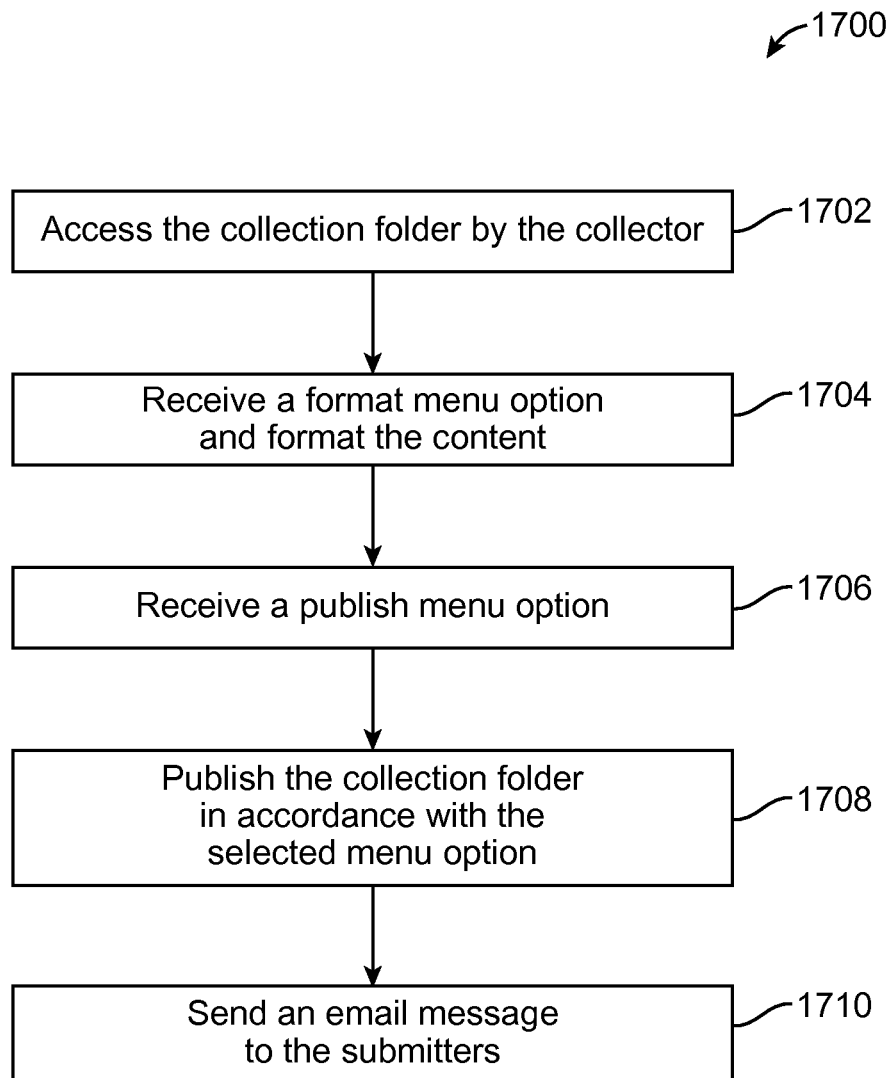 1700
Access the collection folder by the collector
1702
Receive a format menu option
and format the content
1704
Receive a publish menu option
1706
Publish the collection folder
in accordance with the
selected menu option
1708
Send an email message
to the submitters
1710